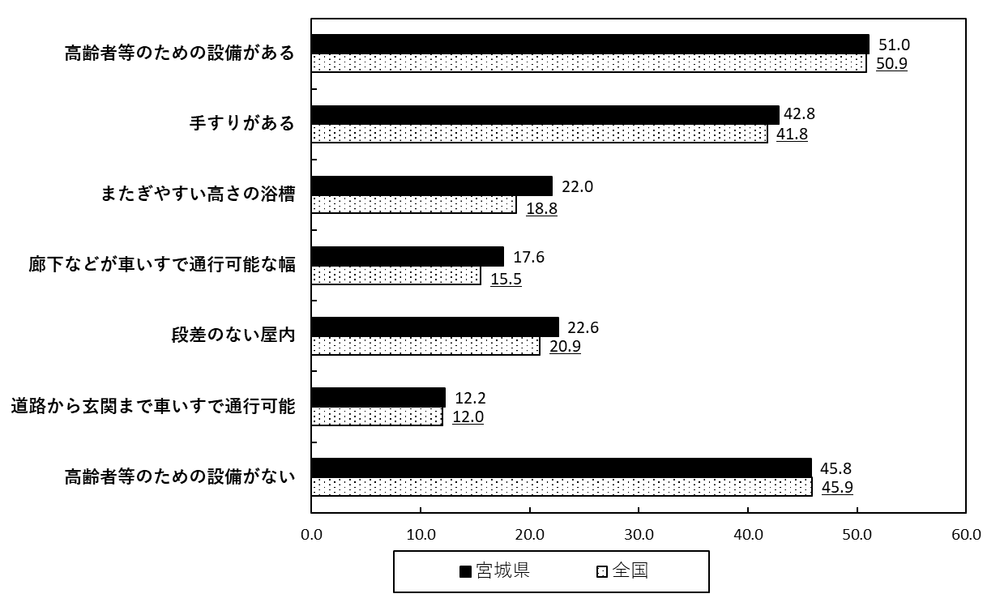 高齢者等のための設備がある
51.0
50.9
手すりがある
42.8
41.8
またぎやすい高さの浴槽
22.0
18.8
廊下などが車いすで通行可能な幅
17.6
15.5
段差のない屋内
22.6
20.9
道路から玄関まで車いすで通行可能
12.2
12.0
高齢者等のための設備がない
45.8
45.9
0.0 10.0 20.0 30.0 40.0 50.0 60.0
宮城県 全国